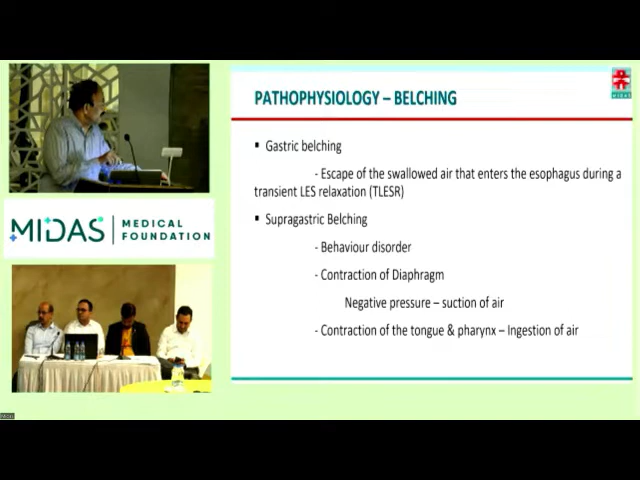 PATHOPHYSIOLOGY – BELCHING
MIDAS
▪ Gastric belching
- Escape of the swallowed air that enters the esophagus during a
transient LES relaxation (TLESR)
▪ Supragastric Belching
- Behaviour disorder
- Contraction of Diaphragm
Negative pressure – suction of air
- Contraction of the tongue & pharynx – Ingestion of air
MIDAS
MEDICAL
FOUNDATION